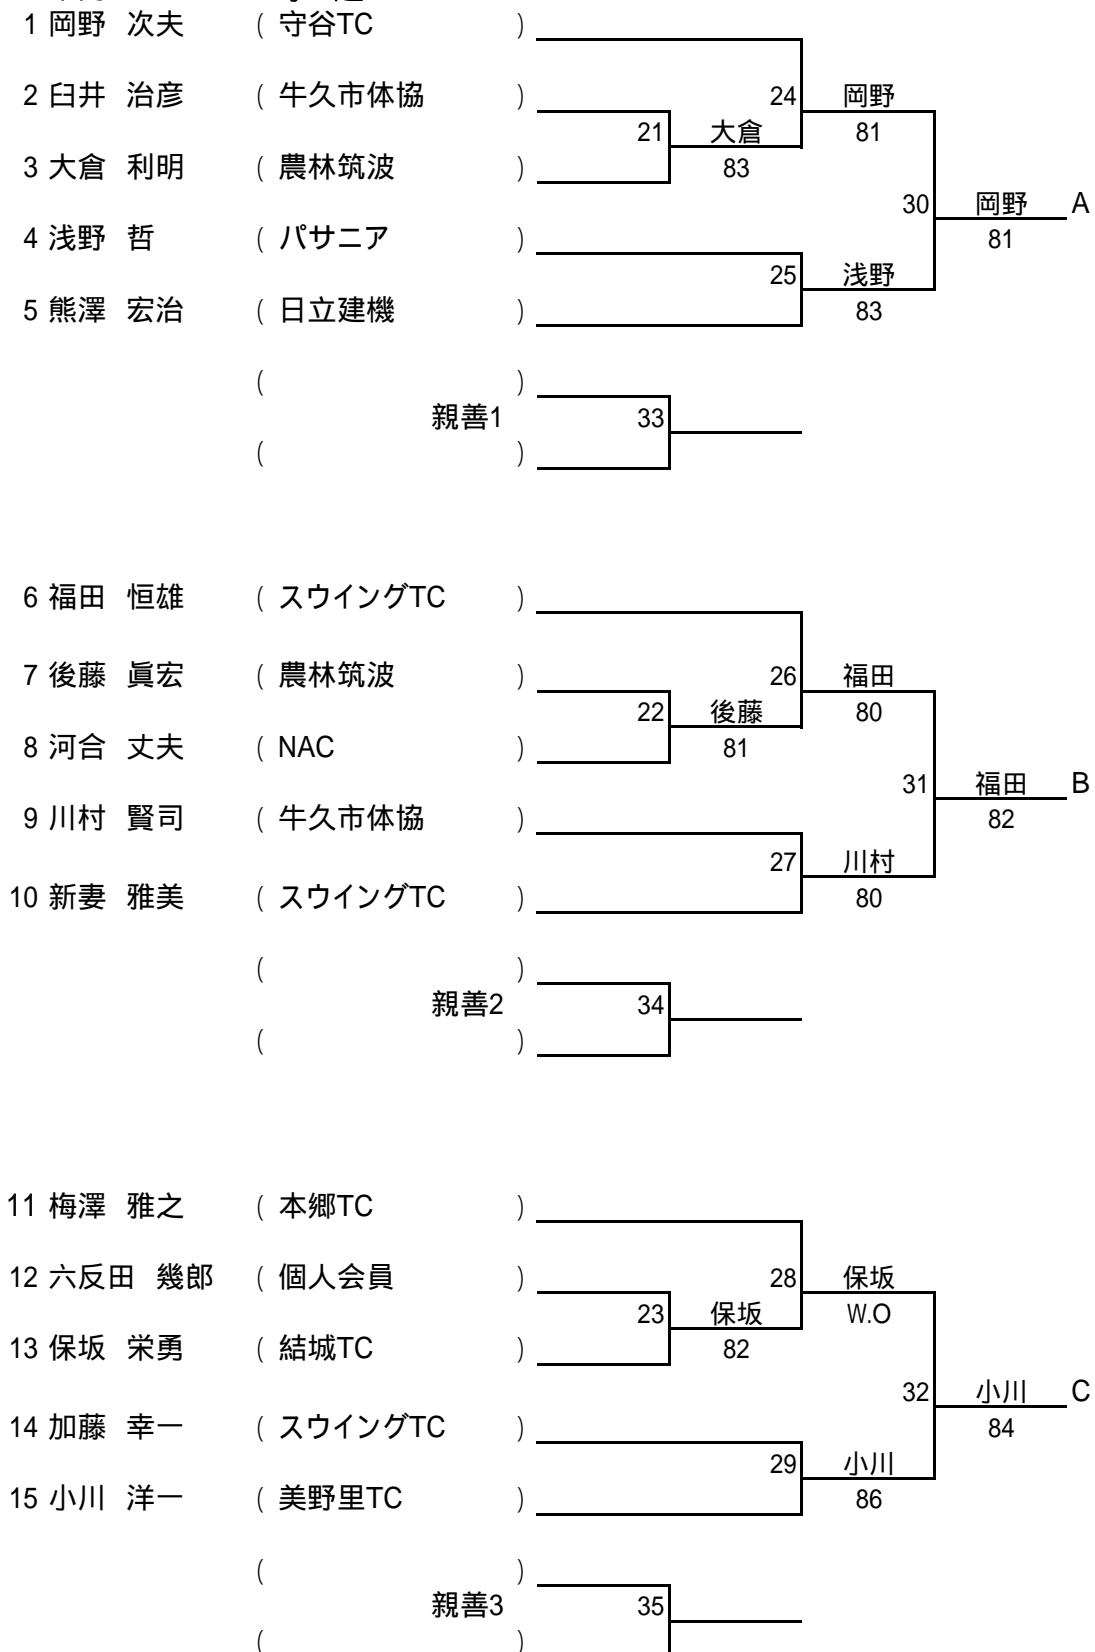 1 岡野 次夫 ( 守谷TC )
2 臼井 治彦 ( 牛久市体協 ) 24 岡野
21 大倉 81
3 大倉 利明 ( 農林筑波 ) 83
30 岡野 A
4 浅野 哲 ( パサニア ) 81
25 浅野
5 熊澤 宏治 ( 日立建機 ) 83
( )
親善1 33
( )
6 福田 恒雄 ( スウイングTC )
7 後藤 眞宏 ( 農林筑波 ) 26 福田
22 後藤 80
8 河合 丈夫 ( NAC ) 81
31 福田 B
9 川村 賢司 ( 牛久市体協 ) 82
27 川村
10 新妻 雅美 ( スウイングTC ) 80
( )
親善2 34
( )
11 梅澤 雅之 ( 本郷TC )
12 六反田 幾郎 ( 個人会員 ) 28 保坂
23 保坂 W.O
13 保坂 栄勇 ( 結城TC ) 82
32 小川 C
14 加藤 幸一 ( スウイングTC ) 84
29 小川
15 小川 洋一 ( 美野里TC ) 86
( )
親善3 35
( )